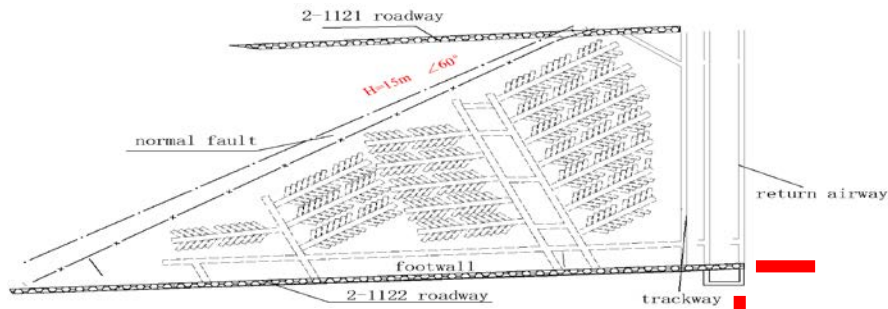 2-1121 roadway
H=15m ∠60°
normal fault
return airway
footwall
2-1122 roadway
trackway